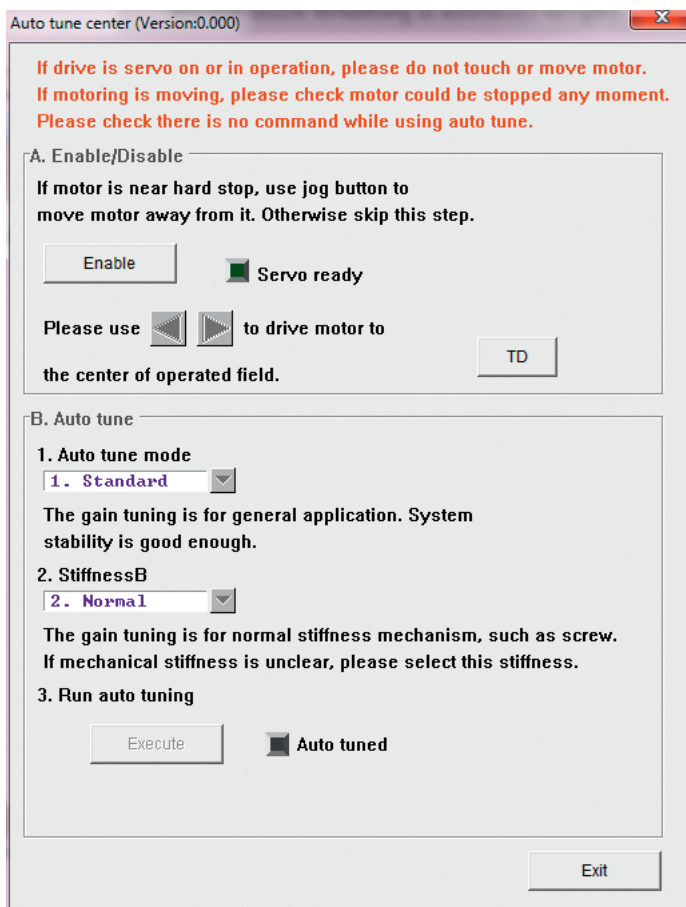 Auto tune center (Version:0.000)
If drive is servo on or in operation, please do not touch or move motor.
If motoring is moving, please check motor could be stopped any moment.
Please check there is no command while using auto tune.
A. Enable/Disable
If motor is near hard stop, use jog button to
move motor away from it. Otherwise skip this step.
Enable
Servo ready
Please use to drive motor to
TD
the center of operated field.
B. Auto tune
1. Auto tune mode
1. Standard
The gain tuning is for general application. System
stability is good enough.
2. StiffnessB
2. Normal
The gain tuning is for normal stiffness mechanism, such as screw.
If mechanical stiffness is unclear, please select this stiffness.
3. Run auto tuning
Execute
Auto tuned
Exit